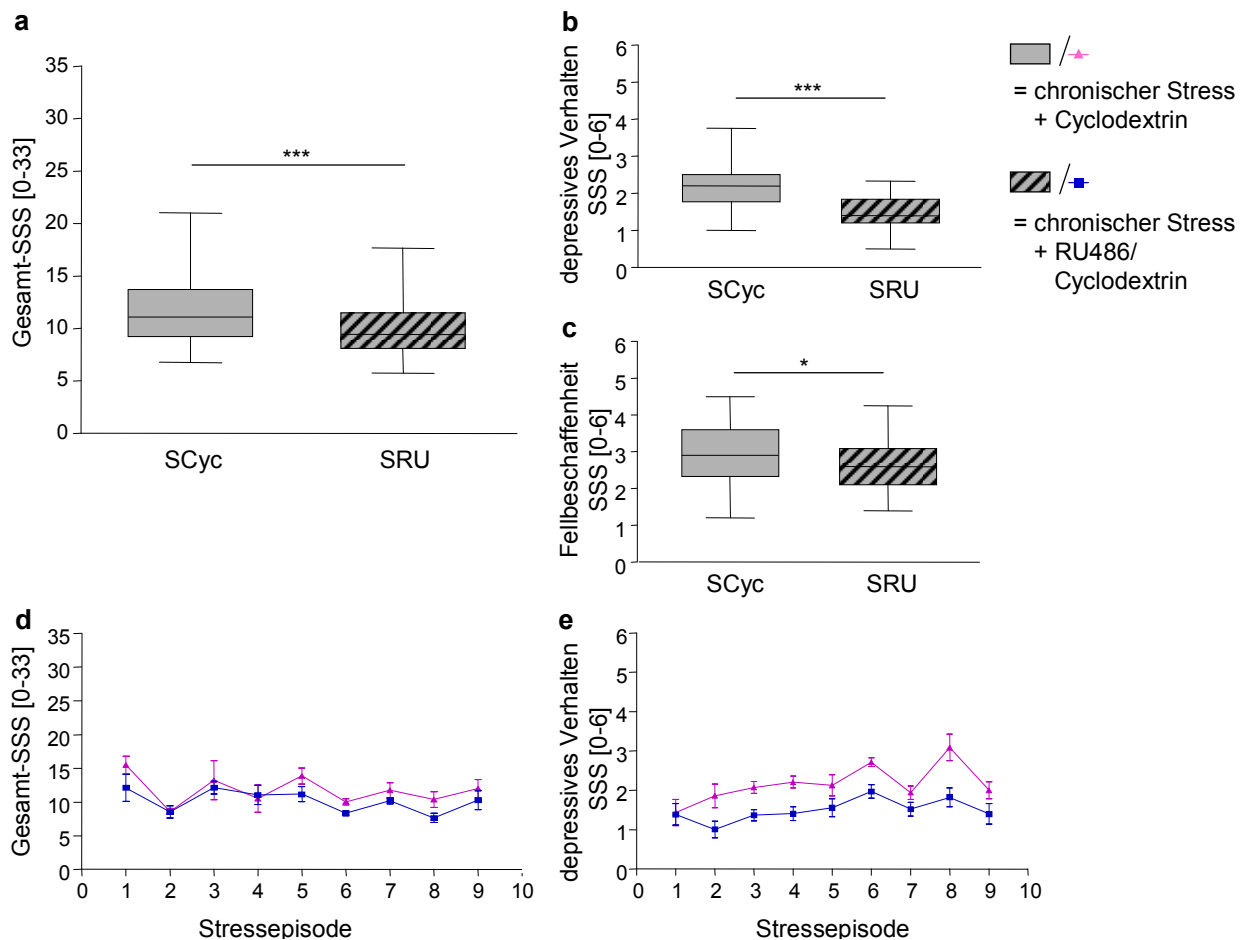 a
Gesamt-SSS [0-33]
35
30
25
20
15
10
5
0
***
SCyc SRU
b
depressives Verhalten
SSS [0-6]
6
5
4
3
2
1
0
***
SCyc SRU
/
= chronischer Stress
+ Cyclodextrin
/
= chronischer Stress
+ RU486/
Cyclodextrin
c
Fellbeschaffenheit
SSS [0-6]
6
5
4
3
2
1
0
*
SCyc SRU
d
Gesamt-SSS [0-33]
35
30
25
20
15
10
5
0
0 1 2 3 4 5 6 7 8 9 10
Stressepisode
e
depressives Verhalten
SSS [0-6]
6
5
4
3
2
1
0
0 1 2 3 4 5 6 7 8 9 10
Stressepisode